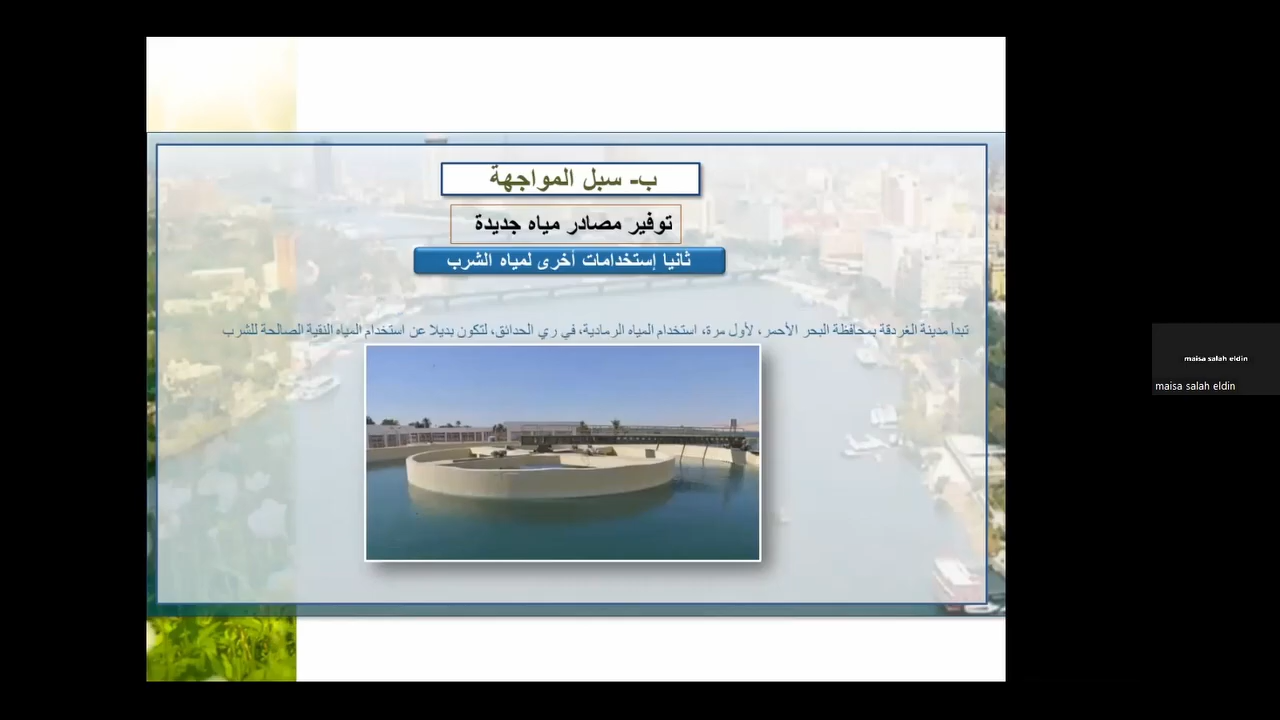 ب- سبل المواجهة
توفير مصادر مياه جديدة
ثانيا إستخدامات أخرى لمياه الشرب
تبدأ مدينة الغردقة بمحافظة البحر الأحمر، لأول مرة، استخدام المياه الرمادية، في ري الحدائق، لتكون بديلا عن استخدام المياه النقية الصالحة للشرب
maisa salah eldin
maisa salah eldin